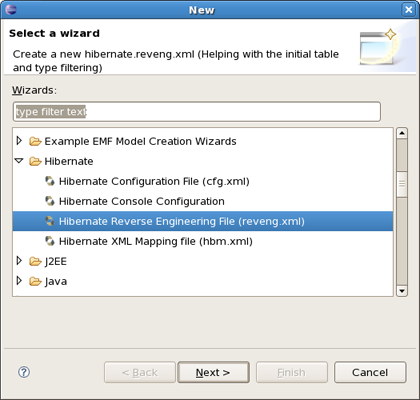 New
Select a wizard
Create a new hibernate.reveng.xml (Helping with the initial table
and type filtering)
Wizards:
type filter text
Example EMF Model Creation Wizards
Hibernate
Hibernate Configuration File (cfg.xml)
Hibernate Console Configuration
Hibernate Reverse Engineering File (reveng.xml)
Hibernate XML Mapping file (hbm.xml)
J2EE
Java
? < Back Next > Finish Cancel